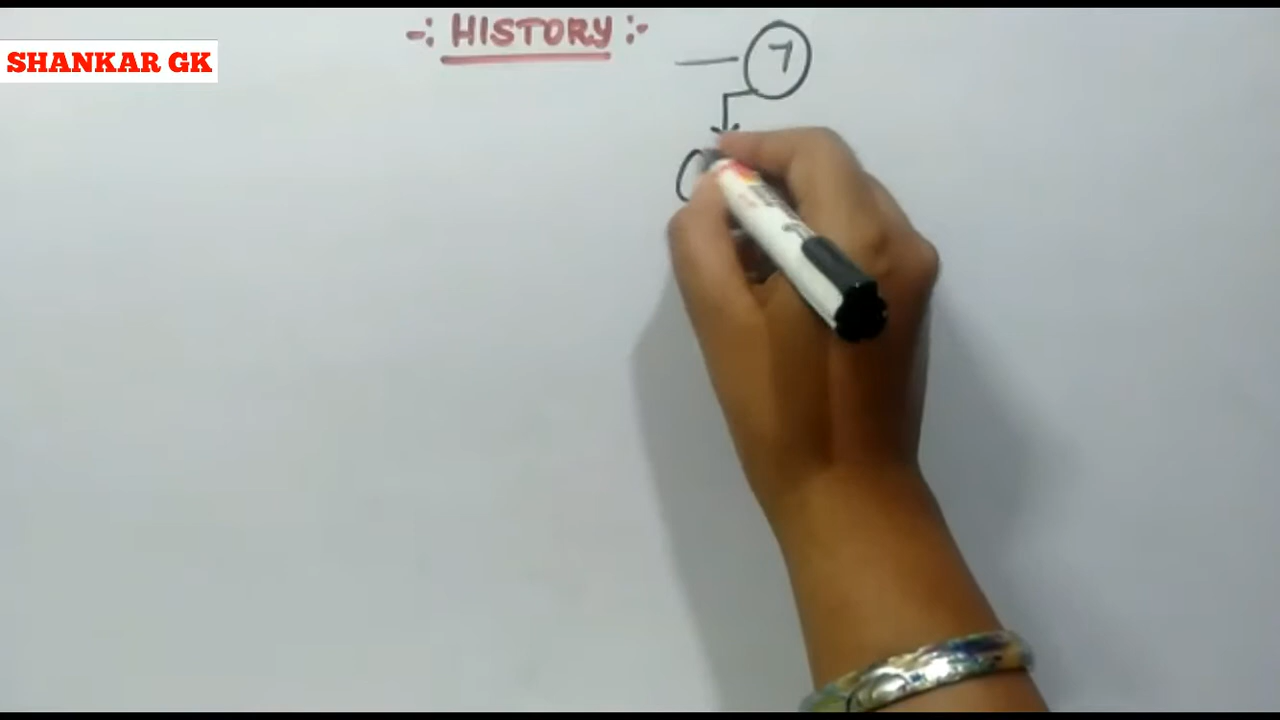 -: HISTORY :-
SHANKAR GK
— 7